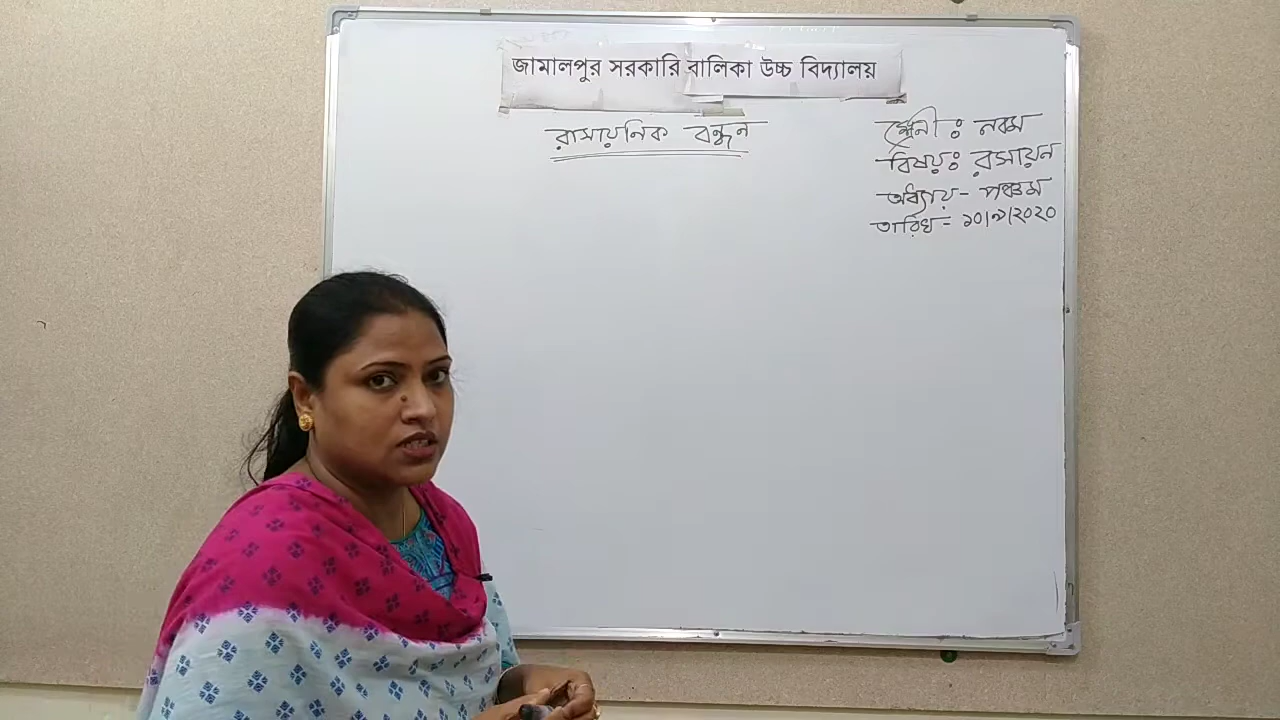 জামালপুর সরকারি বালিকা উচ্চ বিদ্যালয়
রাসায়নিক বন্ধন
শ্রেনী ঃ নবম
বিষয়ঃ রসায়ন
অধ্যায় - পঞ্চম
তারিখ - ১০/৯/২০২০